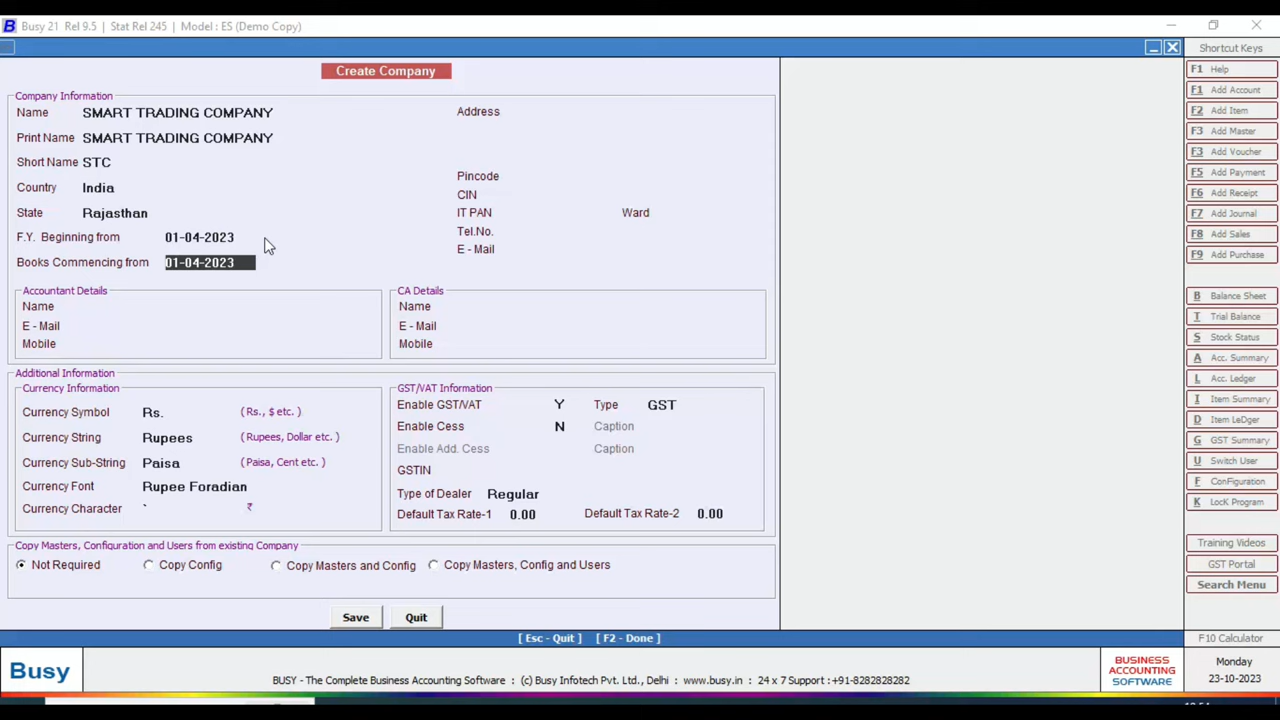 Busy 21 Rel 9.5 | Stat Rel 245 | Model : ES (Demo Copy)
Create Company
Company Information
Name SMART TRADING COMPANY
Print Name SMART TRADING COMPANY
Short Name STC
Country India
State Rajasthan
F.Y. Beginning from 01-04-2023
Books Commencing from 01-04-2023
Address
Pincode
CIN
IT PAN Ward
Tel.No.
E - Mail
Accountant Details
Name
E - Mail
Mobile
CA Details
Name
E - Mail
Mobile
Additional Information
Currency Information
Currency Symbol Rs. (Rs., $ etc. )
Currency String Rupees (Rupees, Dollar etc. )
Currency Sub-String Paisa (Paisa, Cent etc. )
Currency Font Rupee Foradian
Currency Character ` ₹
GST/VAT Information
Enable GST/VAT Y Type GST
Enable Cess N Caption
Enable Add. Cess Caption
GSTIN
Type of Dealer Regular
Default Tax Rate-1 0.00 Default Tax Rate-2 0.00
Copy Masters, Configuration and Users from existing Company
Not Required Copy Config Copy Masters and Config Copy Masters, Config and Users
Save Quit
[ Esc - Quit ] [ F2 - Done ]
Shortcut Keys
F1 Help
F1 Add Account
F2 Add Item
F3 Add Master
F3 Add Voucher
F5 Add Payment
F6 Add Receipt
F7 Add Journal
F8 Add Sales
F9 Add Purchase
B Balance Sheet
T Trial Balance
S Stock Status
A Acc. Summary
L Acc. Ledger
I Item Summary
D Item LeDger
G GST Summary
U Switch User
F ConFiguration
K LocK Program
Training Videos
GST Portal
Search Menu
F10 Calculator
Busy
BUSY - The Complete Business Accounting Software : (c) Busy Infotech Pvt. Ltd., Delhi : www.busy.in : 24 x 7 Support :+91-8282828282
BUSINESS
ACCOUNTING
SOFTWARE
Monday
23-10-2023